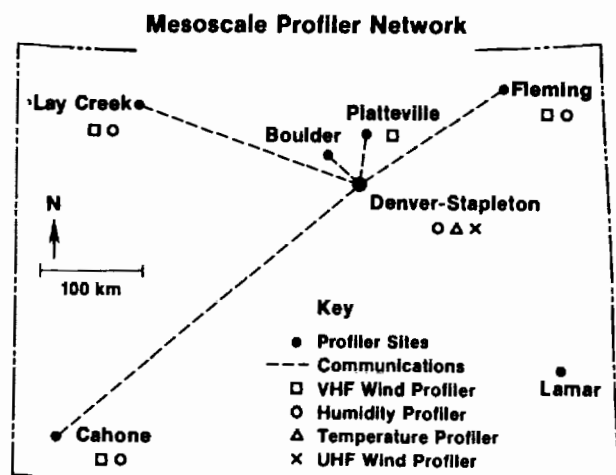 Mesoscale Profiler Network
Lay Creek
Fleming
Platteville
Boulder
Denver-Stapleton
N
100 km
Key
Profiler Sites
Communications
VHF Wind Profiler
Humidity Profiler
Temperature Profiler
UHF Wind Profiler
Lamar
Cahone